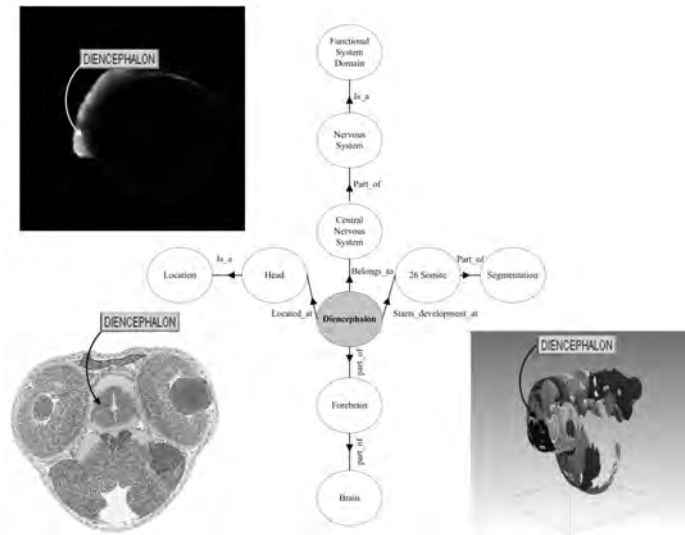 DIENCEPHALON
Functional
System
Domain
Is_a
Nervous
System
Part_of
Central
Nervous
System
Is_a
Part_of
Location
Head
Belongs_to
26 Somite
Segmentation
Located_at
Diencephalon
Starts_development_at
DIENCEPHALON
DIENCEPHALON
part_of
Forebrain
part_of
Brain